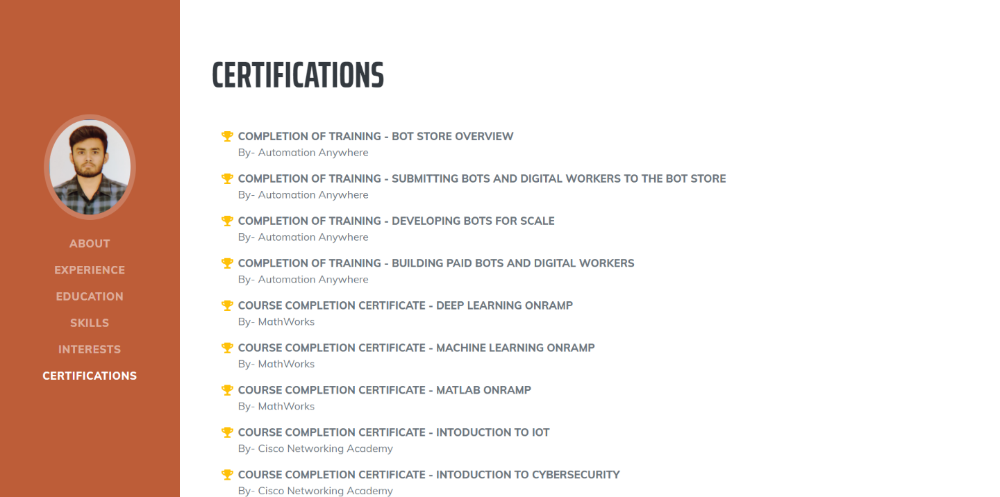 ABOUT
EXPERIENCE
EDUCATION
SKILLS
INTERESTS
CERTIFICATIONS
CERTIFICATIONS
COMPLETION OF TRAINING - BOT STORE OVERVIEW
By- Automation Anywhere
COMPLETION OF TRAINING - SUBMITTING BOTS AND DIGITAL WORKERS TO THE BOT STORE
By- Automation Anywhere
COMPLETION OF TRAINING - DEVELOPING BOTS FOR SCALE
By- Automation Anywhere
COMPLETION OF TRAINING - BUILDING PAID BOTS AND DIGITAL WORKERS
By- Automation Anywhere
COURSE COMPLETION CERTIFICATE - DEEP LEARNING ONRAMP
By- MathWorks
COURSE COMPLETION CERTIFICATE - MACHINE LEARNING ONRAMP
By- MathWorks
COURSE COMPLETION CERTIFICATE - MATLAB ONRAMP
By- MathWorks
COURSE COMPLETION CERTIFICATE - INTODUCTION TO IOT
By- Cisco Networking Academy
COURSE COMPLETION CERTIFICATE - INTODUCTION TO CYBERSECURITY
By- Cisco Networking Academy